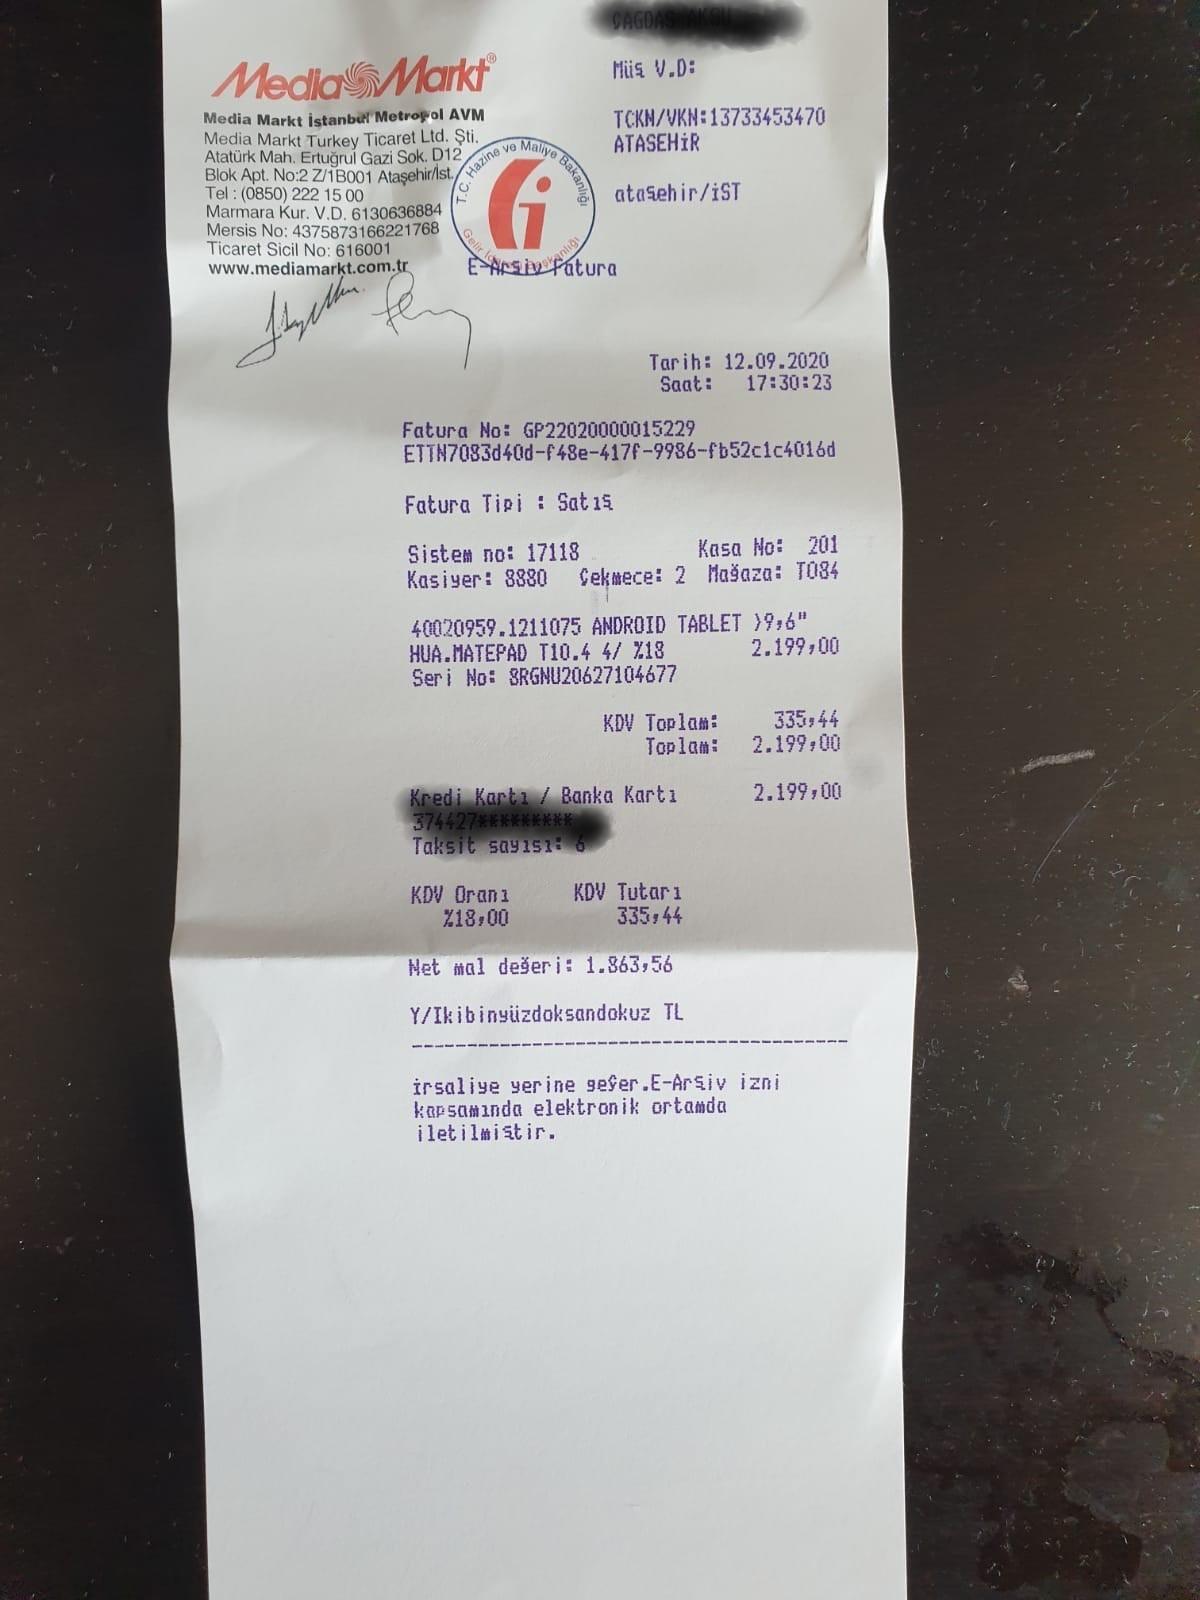 Media Markt®
Media Markt İstanbul Metropol AVM
Media Markt Turkey Ticaret Ltd. Şti.
Atatürk Mah. Ertuğrul Gazi Sok. D12
Blok Apt. No:2 Z/1B001 Ataşehir/İst.
Tel : (0850) 222 15 00
Marmara Kur. V.D. 6130636884
Mersis No: 4375873166221768
Ticaret Sicil No: 616001
www.mediamarkt.com.tr
T.C. Hazine ve Maliye Bakanlığı
Gelir İdaresi Başkanlığı
E-Arşiv Fatura
Müş V.D:
TCKN/VKN:13733453470
ATASEHİR
ataşehir/İST
Tarih: 12.09.2020
Saat: 17:30:23
Fatura No: GP22020000015229
ETTN7083d40d-f48e-417f-9986-fb52c1c4016d
Fatura Tipi : Satış
Sistem no: 17118 Kasa No: 201
Kasiyer: 8880 Çekmece: 2 Mağaza: T084
40020959.1211075 ANDROID TABLET >9,6"
HUA.MATEPAD T10.4 4/ %18 2.199,00
Seri No: 8RGNU20627104677
KDV Toplam: 335,44
Toplam: 2.199,00
Kredi Kartı / Banka Kartı 2.199,00
374427*********
Taksit sayısı: 6
KDV Oranı KDV Tutarı
%18,00 335,44
Net mal değeri: 1.863,56
Y/Ikibinyüzdoksandokuz TL
İrsaliye yerine geçer.E-Arşiv izni
kapsamında elektronik ortamda
iletilmiştir.